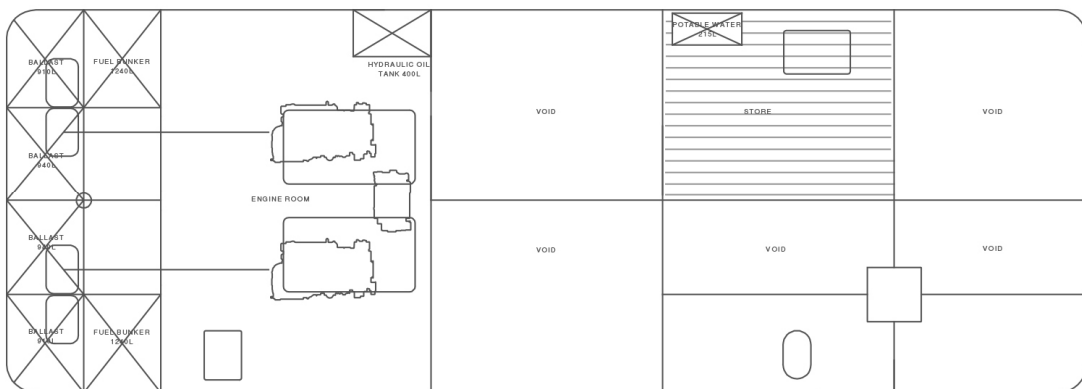 BALLAST
910L
FUEL BUNKER
1240L
HYDRAULIC OIL
TANK 400L
POTABLE WATER
215L
VOID
STORE
VOID
BALLAST
940L
ENGINE ROOM
BALLAST
VOID
VOID
VOID
BALLAST
FUEL BUNKER
1240L